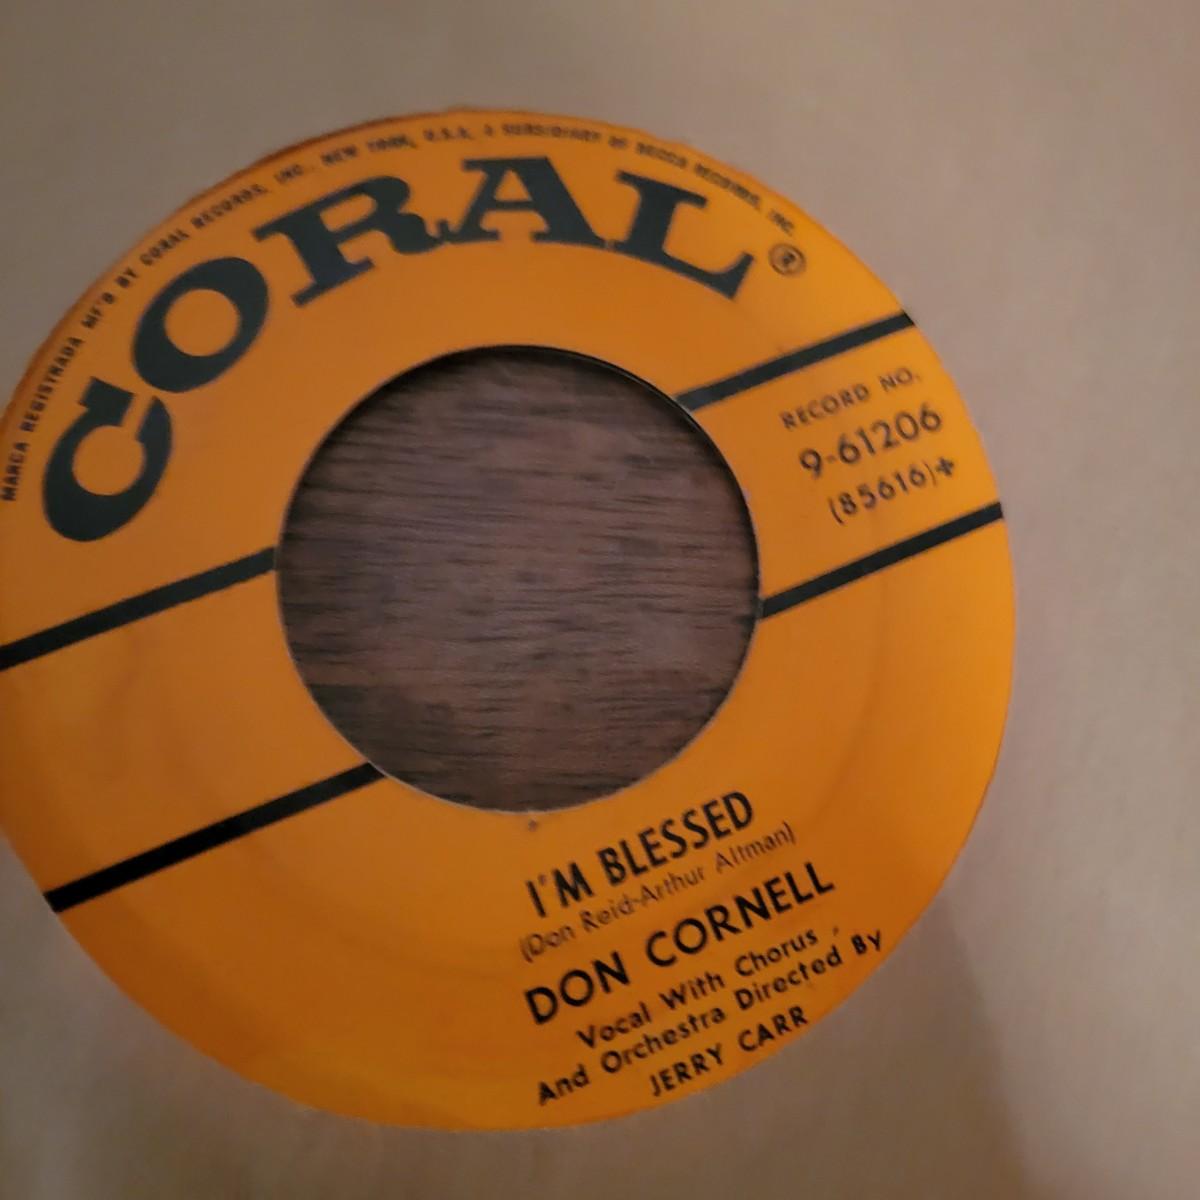 MARCA REGISTRADA MF'D BY CORAL RECORDS, INC., NEW YORK, U.S.A. A SUBSIDIARY OF DECCA RECORDS, INC.
CORAL®
RECORD NO.
9-61206
(85616)+
I'M BLESSED
(Don Reid-Arthur Altman)
DON CORNELL
Vocal With Chorus
And Orchestra Directed By
JERRY CARR